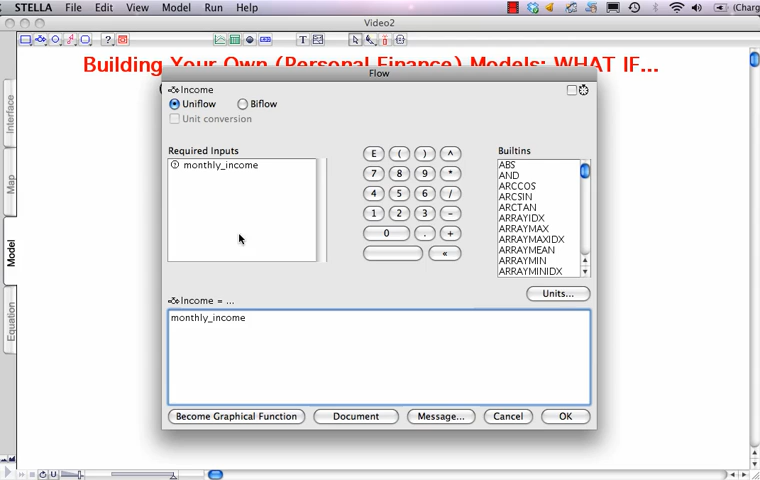 STELLA File Edit View Model Run Help (Charg
Video2
Building Your Own (Personal Finance) Models: WHAT IF...
Flow
Income
Uniflow Biflow
Unit conversion
Required Inputs
monthly_income
E ( ) ^
7 8 9 *
4 5 6 /
1 2 3 -
0 . +
«
Builtins
ABS
AND
ARCCOS
ARCSIN
ARCTAN
ARRAYIDX
ARRAYMAX
ARRAYMAXIDX
ARRAYMEAN
ARRAYMIN
ARRAYMINIDX
Units...
Income = ...
monthly_income
Become Graphical Function Document Message... Cancel OK
Interface
Map
Model
Equation